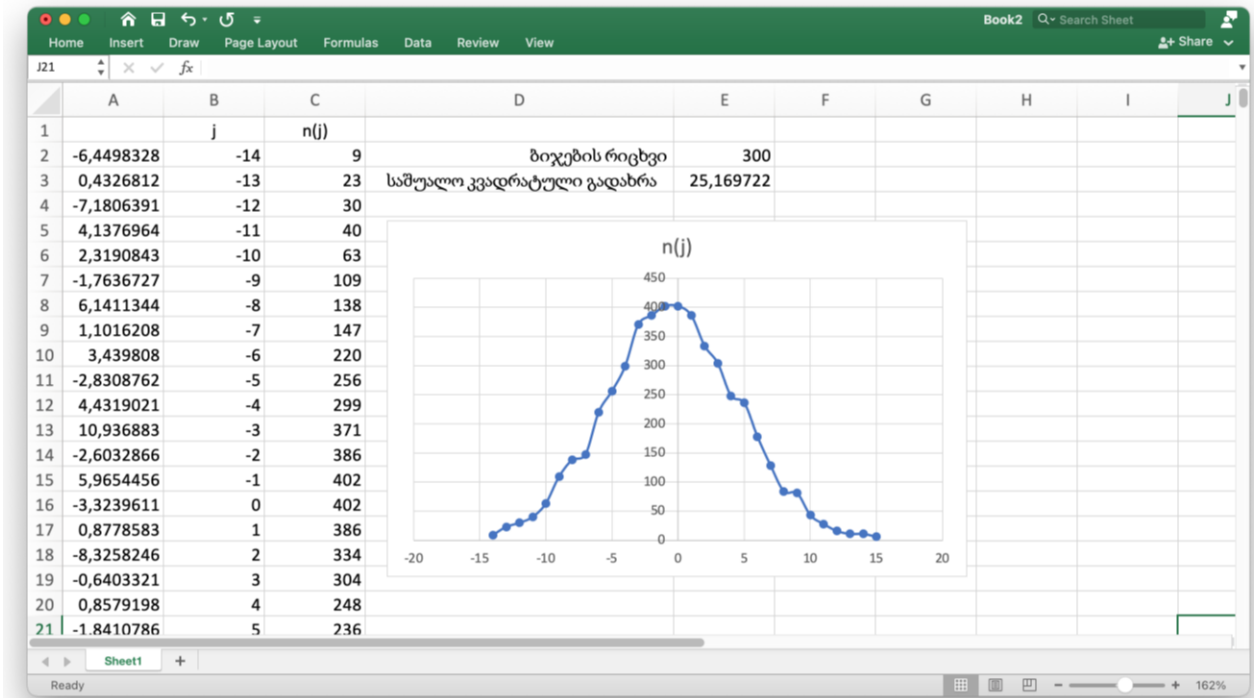 Book2 Search Sheet
Home Insert Draw Page Layout Formulas Data Review View Share
J21 fx
A B C D E F G H I J
1 j n(j)
2 -6,4498328 -14 9 ბიჯების რიცხვი 300
3 0,4326812 -13 23 საშუალო კვადრატული გადახრა 25,169722
4 -7,1806391 -12 30
5 4,1376964 -11 40
6 2,3190843 -10 63
7 -1,7636727 -9 109
8 6,1411344 -8 138
9 1,1016208 -7 147
10 3,439808 -6 220
11 -2,8308762 -5 256
12 4,4319021 -4 299
13 10,936883 -3 371
14 -2,6032866 -2 386
15 5,9654456 -1 402
16 -3,3239611 0 402
17 0,8778583 1 386
18 -8,3258246 2 334
19 -0,6403321 3 304
20 0,8579198 4 248
21 -1,8410786 5 236
n(j)
450
400
350
300
250
200
150
100
50
0
-20 -15 -10 -5 0 5 10 15 20
Sheet1 +
Ready 162%